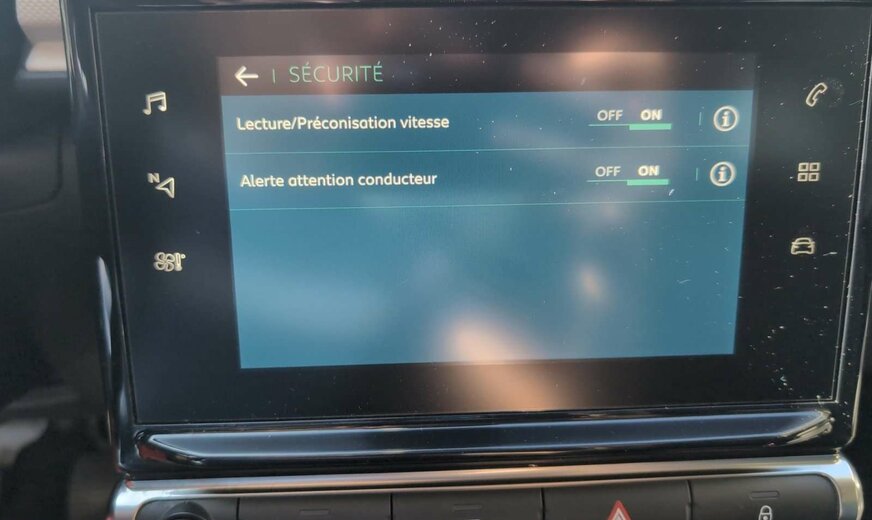 SÉCURITÉ
Lecture/Préconisation vitesse OFF ON
Alerte attention conducteur OFF ON
N